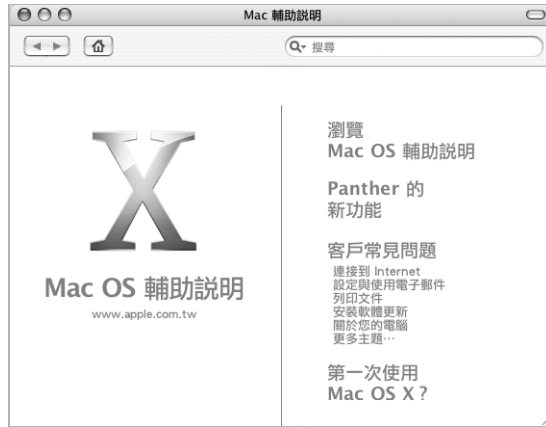 Mac 輔助說明
搜尋
Mac OS 輔助說明
www.apple.com.tw
瀏覽
Mac OS 輔助說明
Panther 的
新功能
客戶常見問題
連接到 Internet
設定與使用電子郵件
列印文件
安裝軟體更新
關於您的電腦
更多主題⋯
第一次使用
Mac OS X？